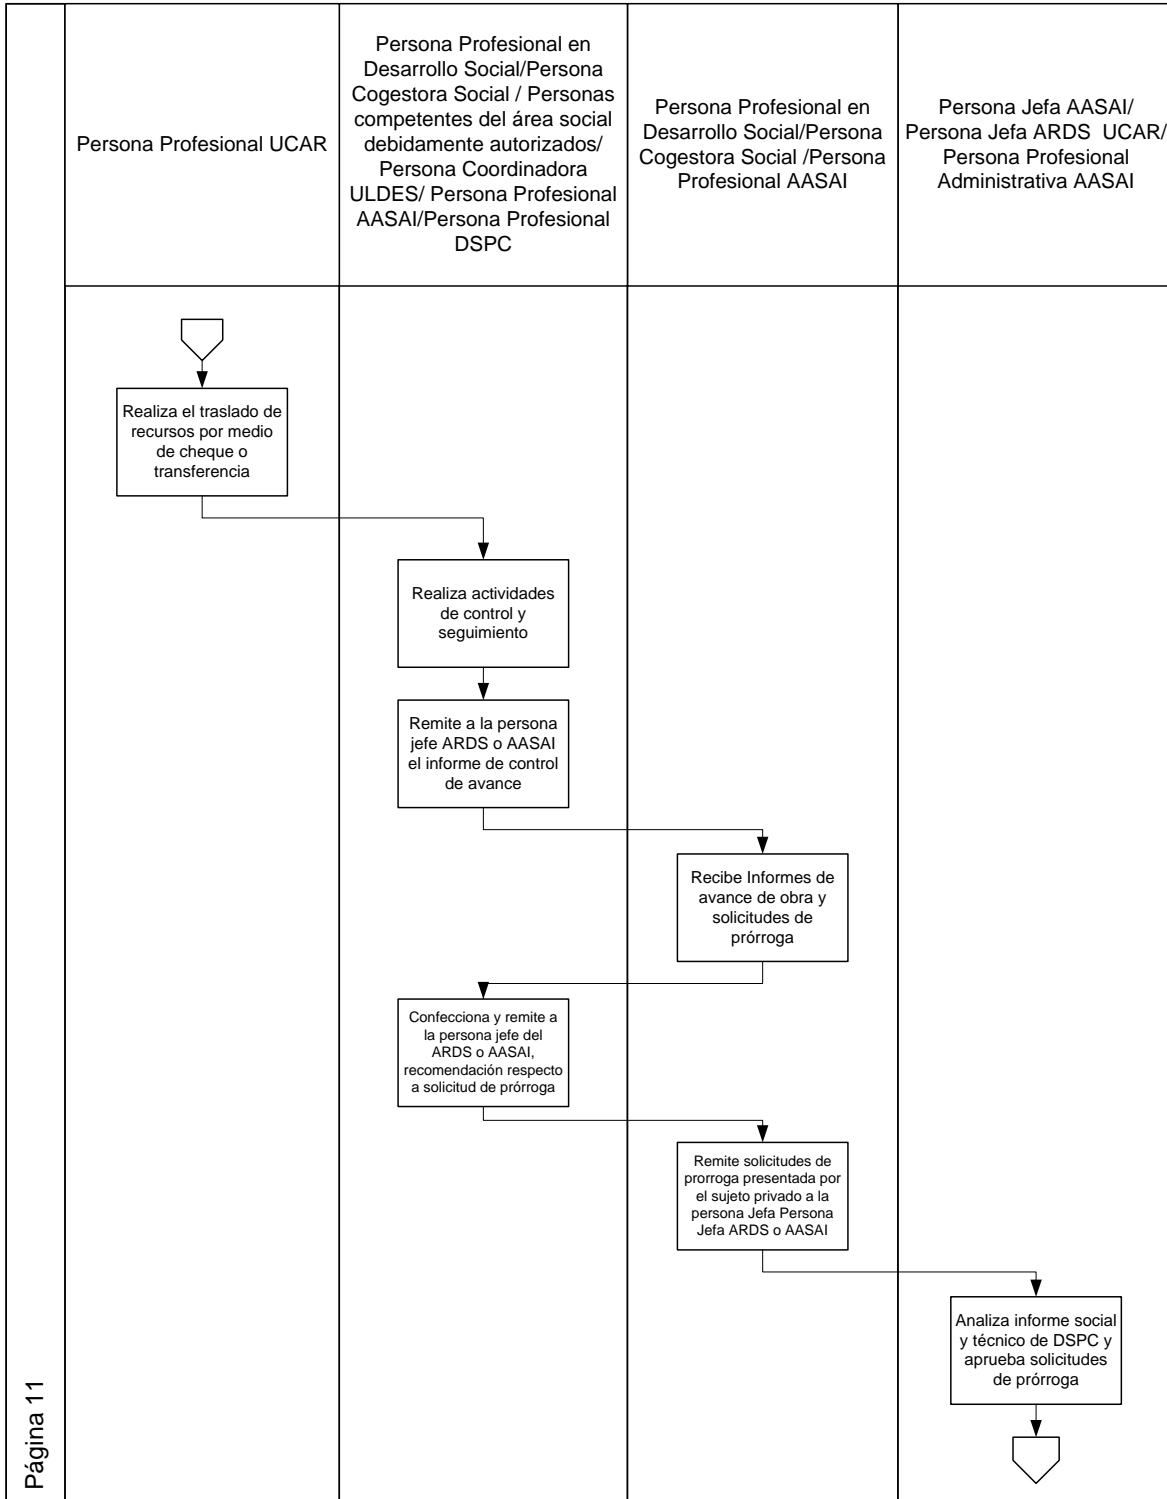 Persona Profesional UCAR
Persona Profesional en
Desarrollo Social/Persona
Cogestora Social / Personas
competentes del área social
debidamente autorizados/
Persona Coordinadora
ULDES/ Persona Profesional
AASAI/Persona Profesional
DSPC
Persona Profesional en
Desarrollo Social/Persona
Cogestora Social /Persona
Profesional AASAI
Persona Jefa AASAI/
Persona Jefa ARDS  UCAR/
Persona Profesional
Administrativa AASAI
Realiza el traslado de
recursos por medio
de cheque o
transferencia
Realiza actividades
de control y
seguimiento
Remite a la persona
jefe ARDS o AASAI
el informe de control
de avance
Recibe Informes de
avance de obra y
solicitudes de
prórroga
Confecciona y remite a
la persona jefe del
ARDS o AASAI,
recomendación respecto
a solicitud de prórroga
Remite solicitudes de
prorroga presentada por
el sujeto privado a la
persona Jefa Persona
Jefa ARDS o AASAI
Analiza informe social
y técnico de DSPC y
aprueba solicitudes
de prórroga
Página 11